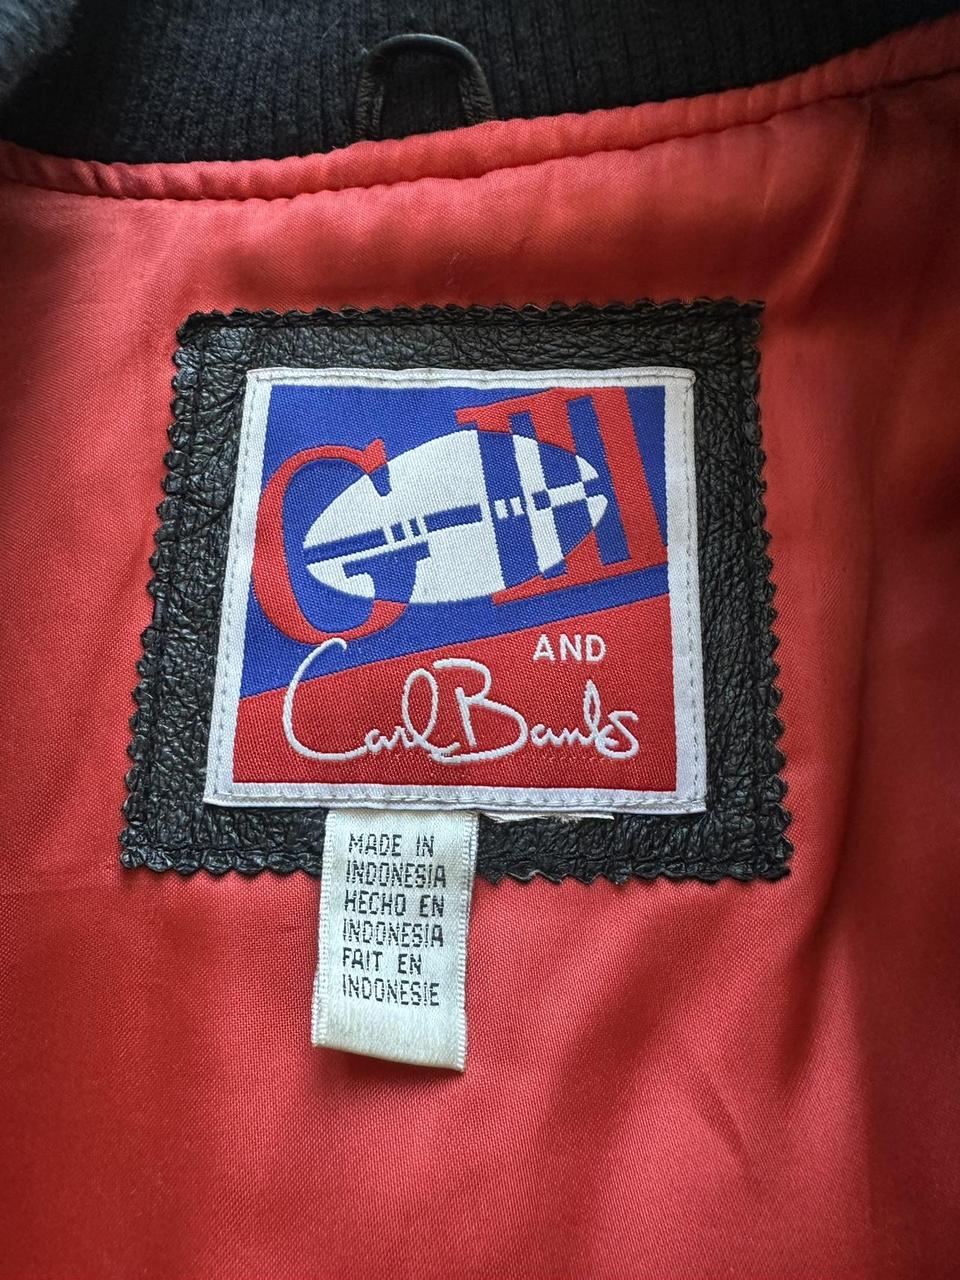 G III
AND
Carl Banks
MADE IN
INDONESIA
HECHO EN
INDONESIA
FAIT EN
INDONESIE